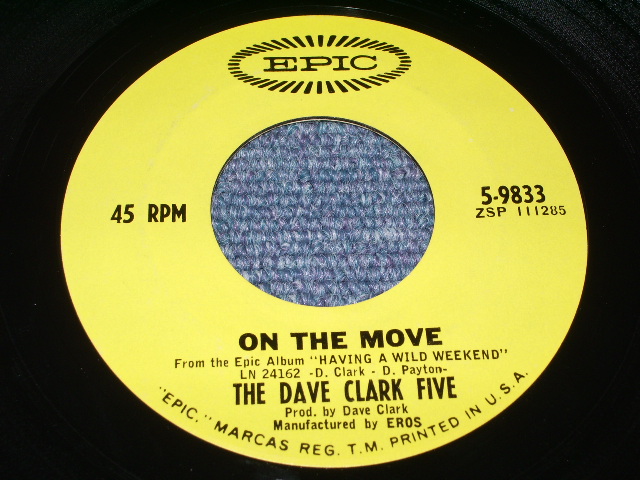 EPIC
45 RPM
5-9833
ZSP 111285
ON THE MOVE
From the Epic Album "HAVING A WILD WEEKEND"
LN 24162 -D. Clark - D. Payton-
THE DAVE CLARK FIVE
Prod. by Dave Clark
Manufactured by EROS
"EPIC." MARCAS REG. T.M. PRINTED IN U.S.A.